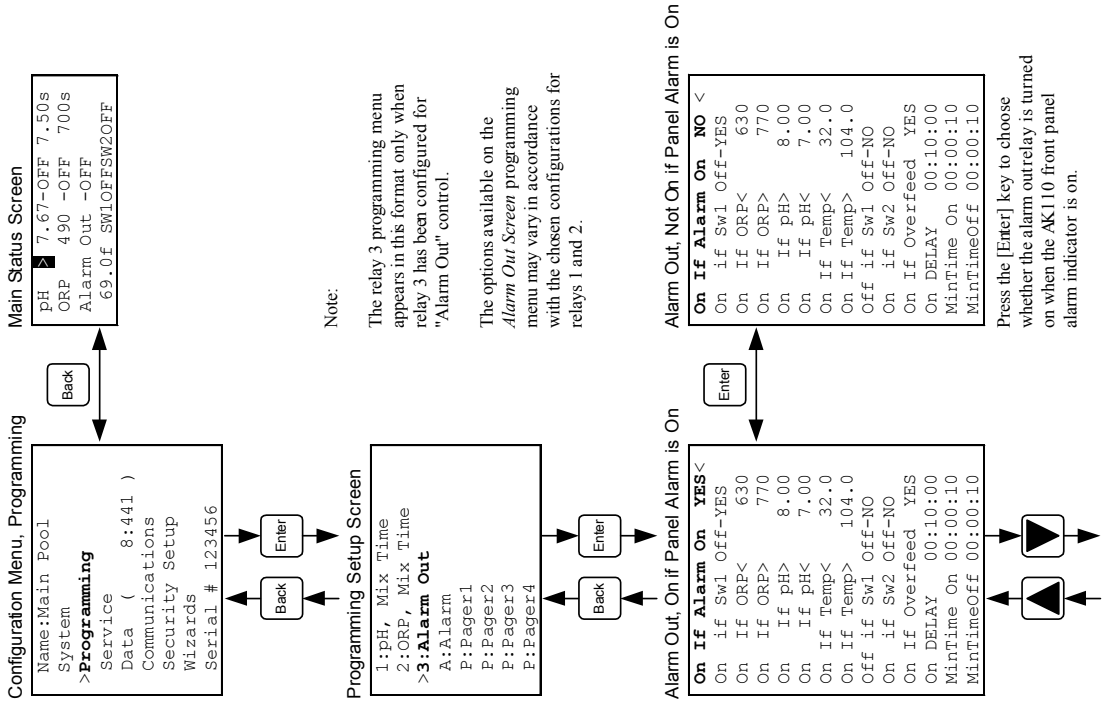 Configuration Menu, Programming
Name:Main Pool
System
>Programming
Service
Data ( 8:441 )
Communications
Security Setup
Wizards
Serial # 123456
Back
Main Status Screen
pH > 7.67-OFF 7.50s
ORP 490 -OFF 700s
Alarm Out -OFF
69.0f SW1OFFSW2OFF
Back
Enter
Programming Setup Screen
1:pH, Mix Time
2:ORP, Mix Time
>3:Alarm Out
A:Alarm
P:Pager1
P:Pager2
P:Pager3
P:Pager4
Note:
The relay 3 programming menu
appears in this format only when
relay 3 has been configured for
"Alarm Out" control.
The options available on the
Alarm Out Screen programming
menu may vary in accordance
with the chosen configurations for
relays 1 and 2.
Back
Enter
Alarm Out, On if Panel Alarm is On
On If Alarm On YES<
On if Sw1 Off-YES
On If ORP< 630
On If ORP> 770
On If pH> 8.00
On If pH< 7.00
On If Temp< 32.0
On If Temp> 104.0
Off if Sw1 Off-NO
On if Sw2 Off-NO
On If Overfeed YES
On DELAY 00:10:00
MinTime On 00:00:10
MinTimeOff 00:00:10
Enter
Alarm Out, Not On if Panel Alarm is On
On If Alarm On NO <
On if Sw1 Off-YES
On If ORP< 630
On If ORP> 770
On If pH> 8.00
On If pH< 7.00
On If Temp< 32.0
On If Temp> 104.0
Off if Sw1 Off-NO
On if Sw2 Off-NO
On If Overfeed YES
On DELAY 00:10:00
MinTime On 00:00:10
MinTimeOff 00:00:10
Press the [Enter] key to choose
whether the alarm out relay is turned
on when the AK110 front panel
alarm indicator is on.